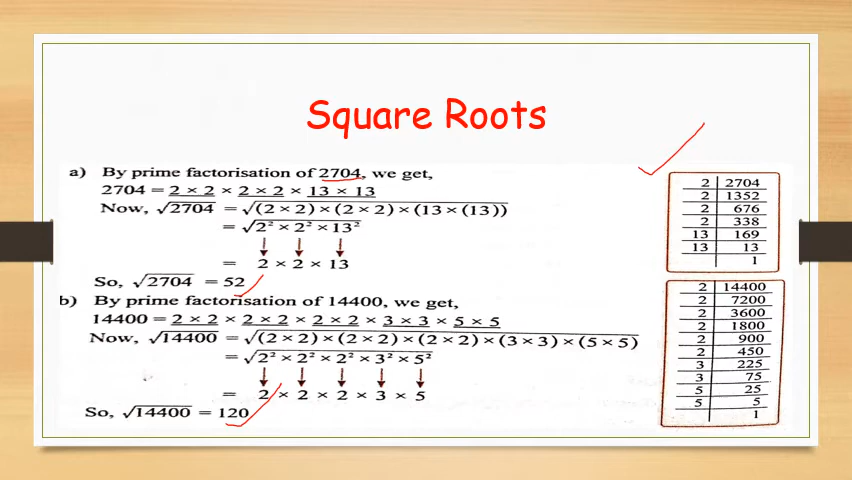 Square Roots
a) By prime factorisation of 2704, we get,
2704 = 2 × 2 × 2 × 2 × 13 × 13
Now, √2704 = √(2 × 2) × (2 × 2) × (13 × (13))
= √2² × 2² × 13²
= 2 × 2 × 13
So, √2704 = 52
b) By prime factorisation of 14400, we get,
14400 = 2 × 2 × 2 × 2 × 2 × 2 × 3 × 3 × 5 × 5
Now, √14400 = √(2 × 2) × (2 × 2) × (2 × 2) × (3 × 3) × (5 × 5)
= √2² × 2² × 2² × 3² × 5²
= 2 × 2 × 2 × 3 × 5
So, √14400 = 120
2 2704
2 1352
2 676
2 338
13 169
13 13
1
2 14400
2 7200
2 3600
2 1800
2 900
2 450
3 225
3 75
5 25
5 5
1